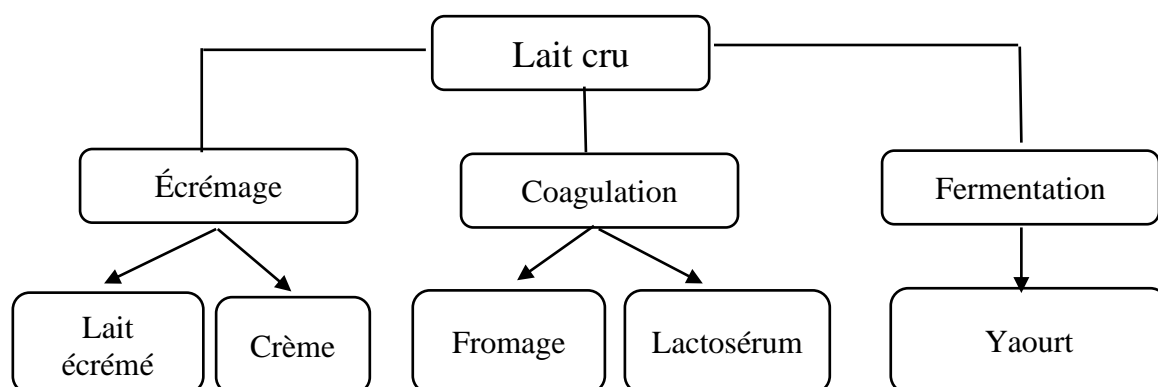 Lait cru
Écrémage
Coagulation
Fermentation
Lait
écrémé
Crème
Fromage
Lactosérum
Yaourt